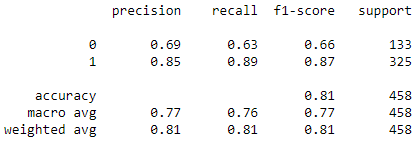 precision recall f1-score support
0 0.69 0.63 0.66 133
1 0.85 0.89 0.87 325
accuracy 0.81 458
macro avg 0.77 0.76 0.77 458
weighted avg 0.81 0.81 0.81 458